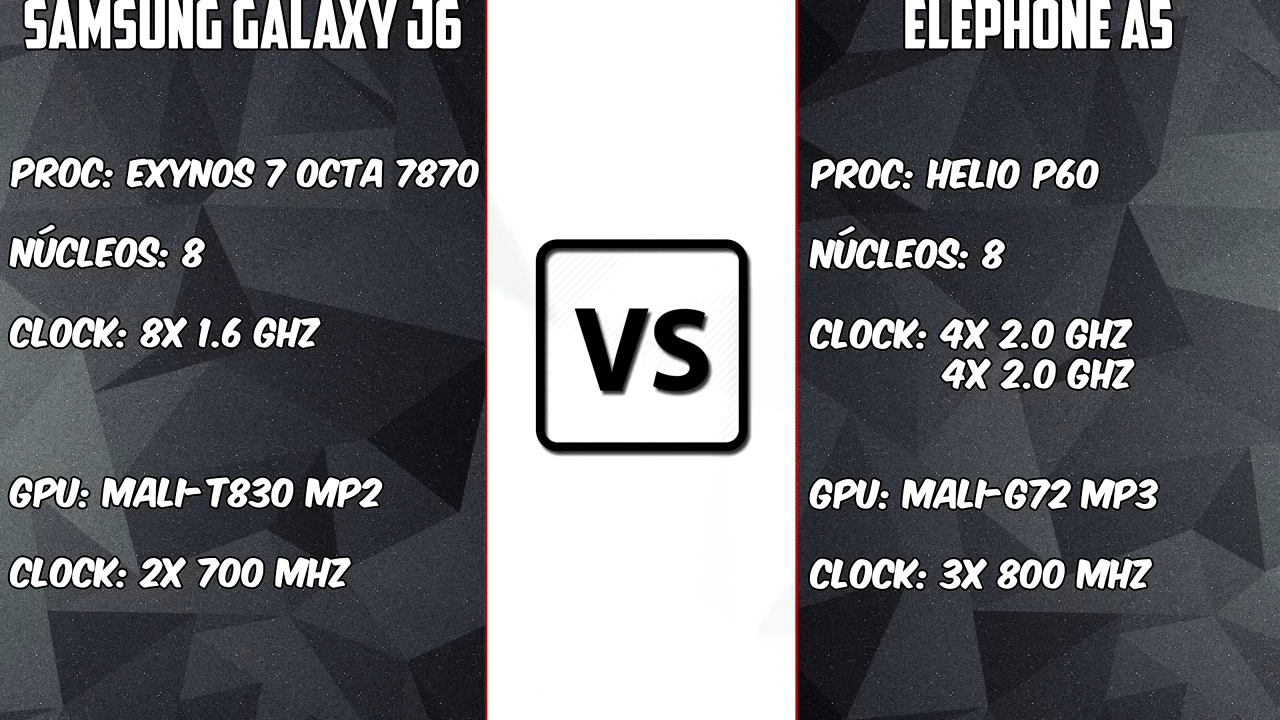 SAMSUNG GALAXY J6
PROC: EXYNOS 7 OCTA 7870
NÚCLEOS: 8
CLOCK: 8X 1.6 GHZ
GPU: MALI-T830 MP2
CLOCK: 2X 700 MHZ
VS
ELEPHONE A5
PROC: HELIO P60
NÚCLEOS: 8
CLOCK: 4X 2.0 GHZ
4X 2.0 GHZ
GPU: MALI-G72 MP3
CLOCK: 3X 800 MHZ